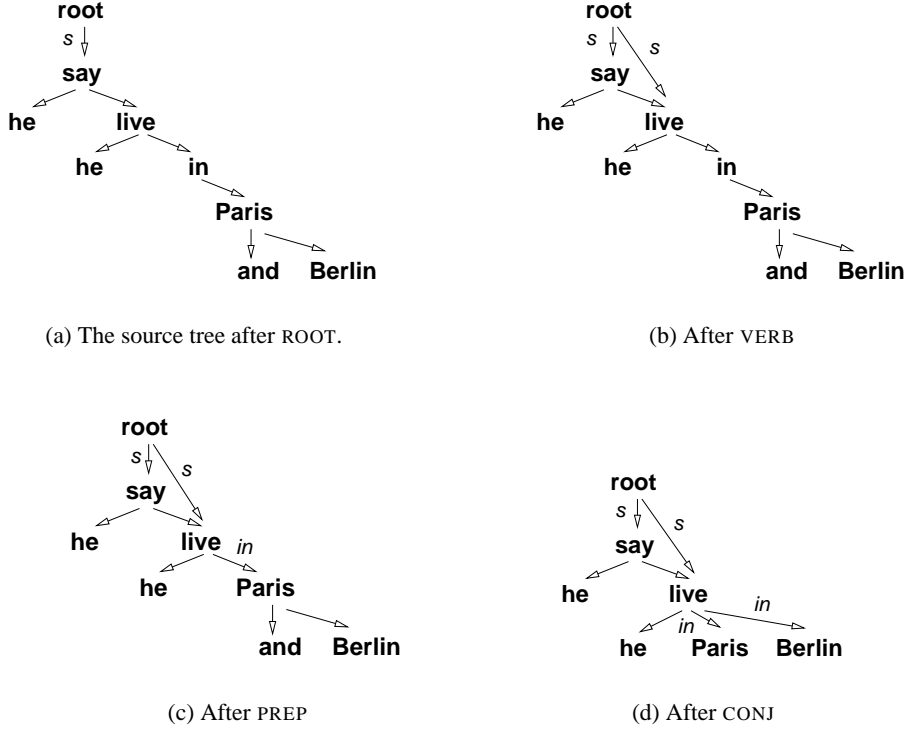 root
s
say
he live
he in
Paris
and Berlin
(a) The source tree after ROOT.
root
s s
say
he live
he in
Paris
and Berlin
(b) After VERB
root
s s
say
he live in
he Paris
and Berlin
(c) After PREP
root
s s
say
he live
in in
he Paris Berlin
(d) After CONJ